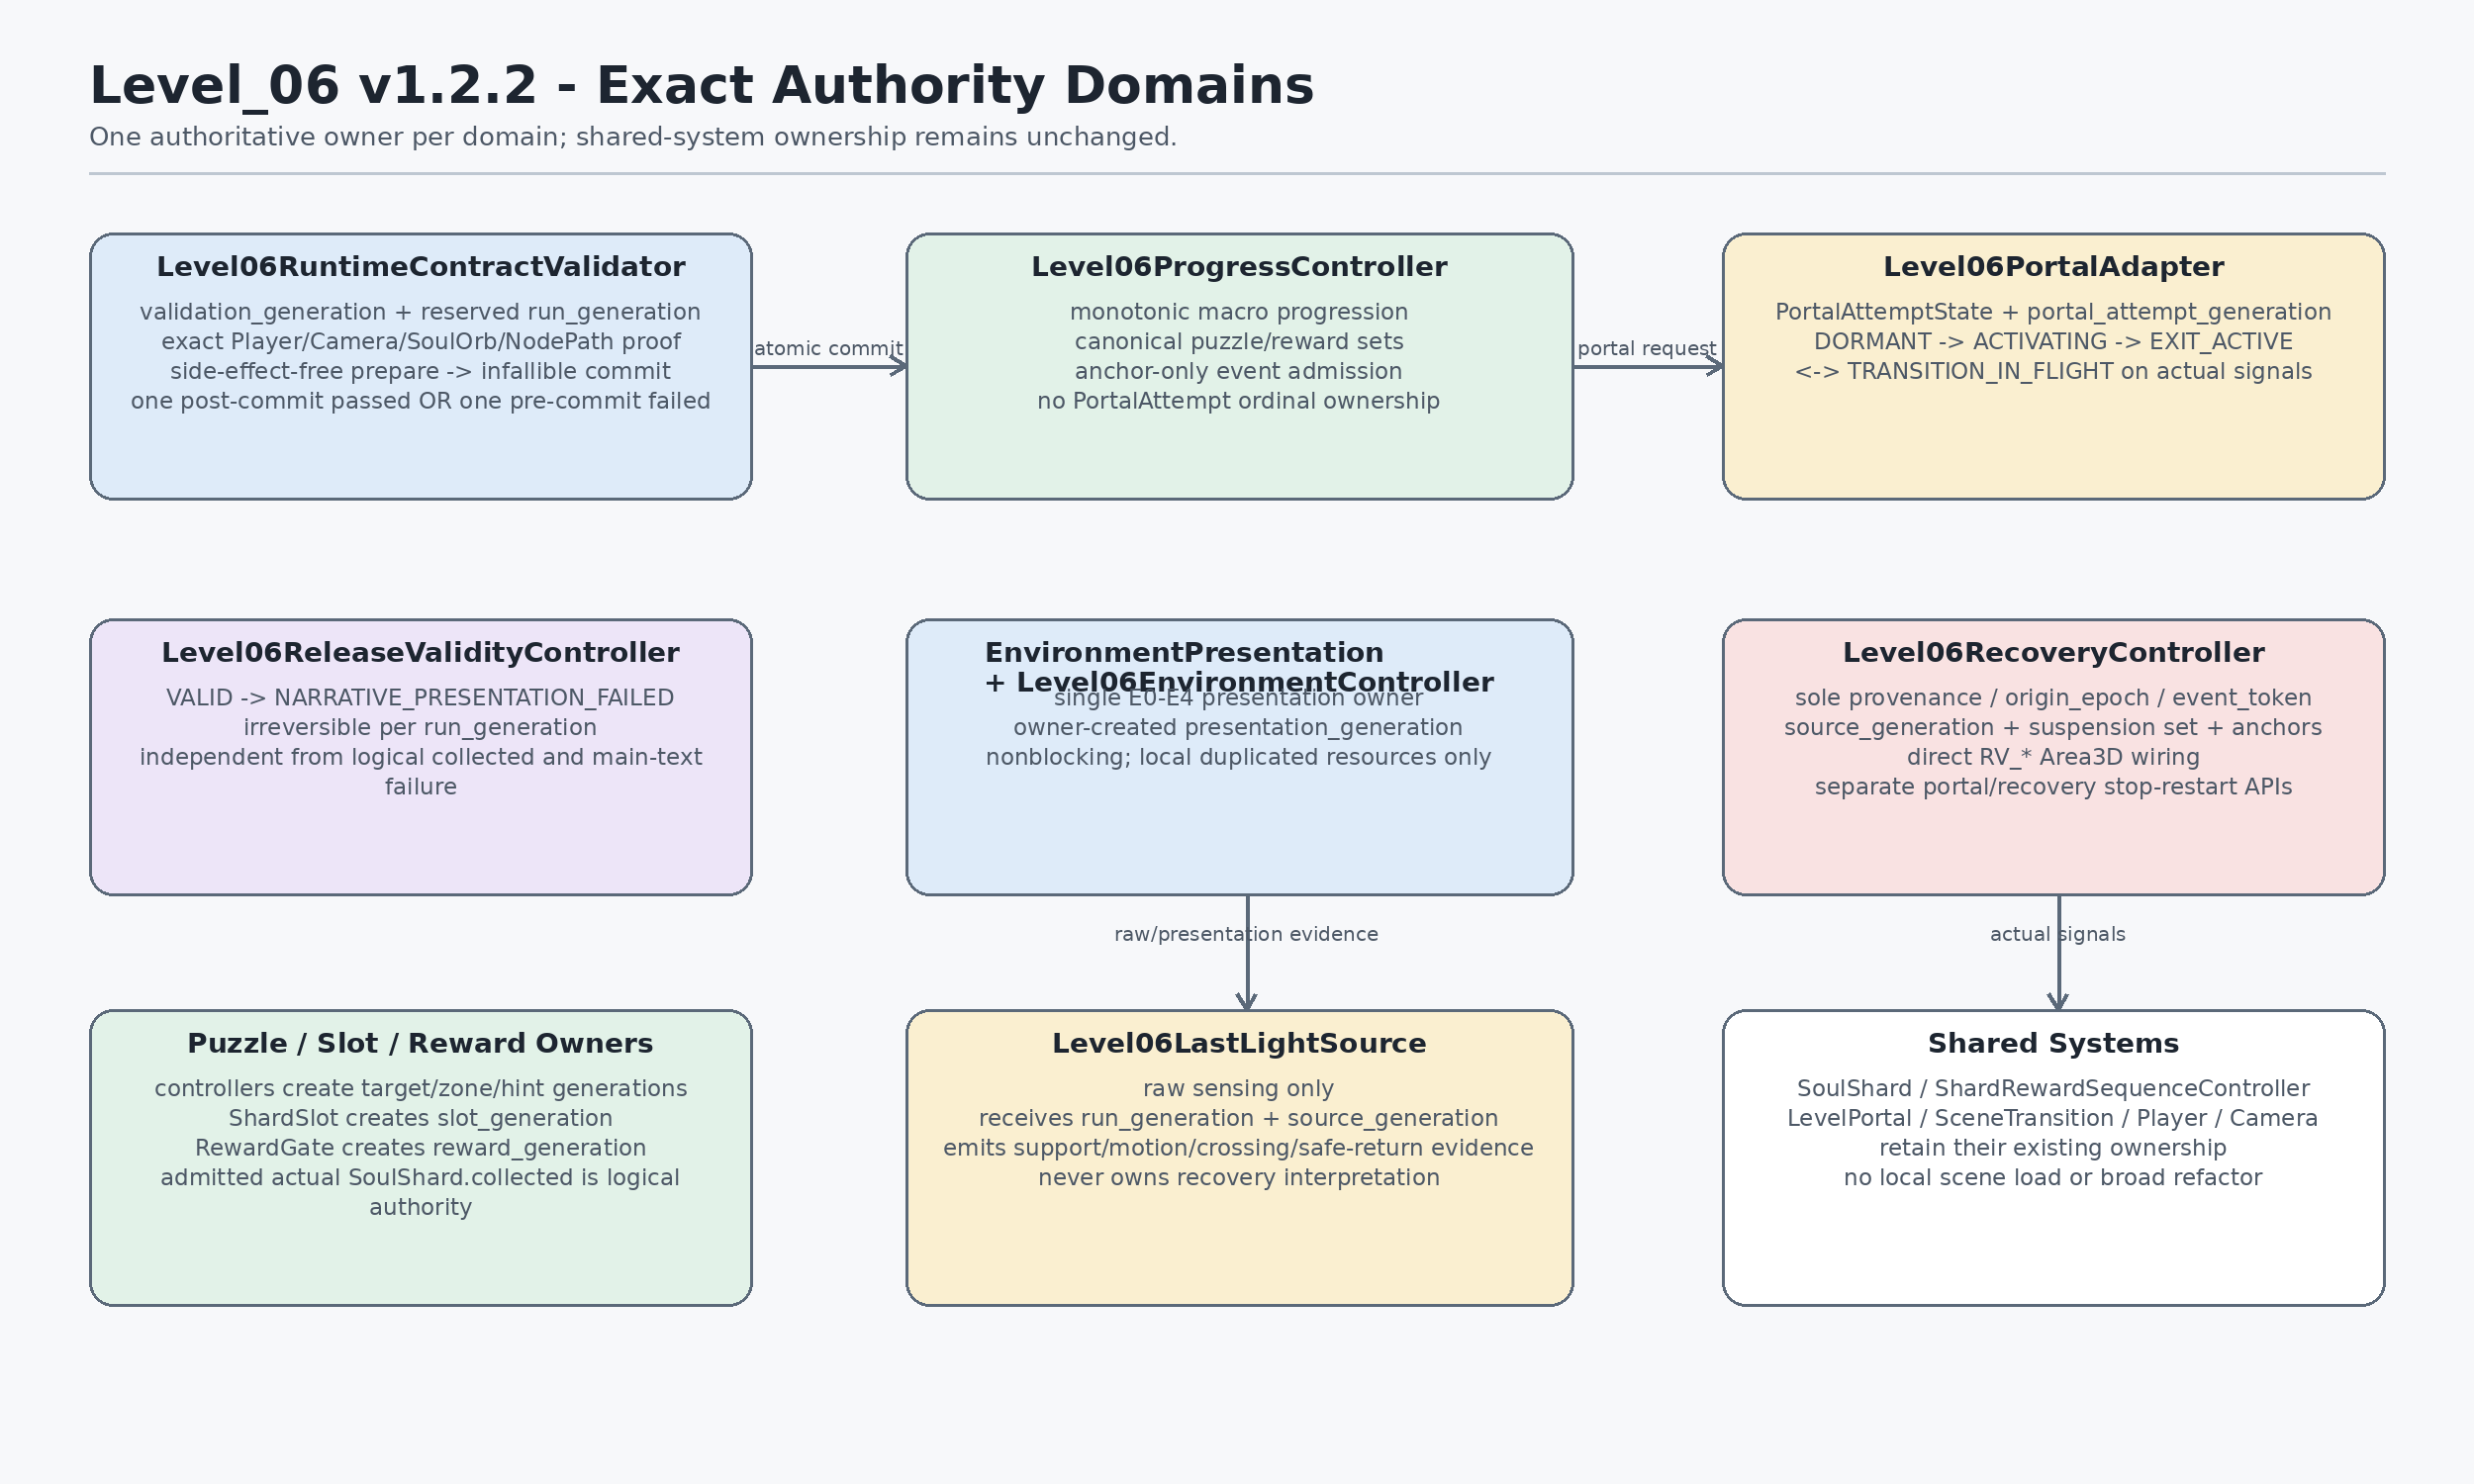 Level_06 v1.2.2 - Exact Authority Domains
One authoritative owner per domain; shared-system ownership remains unchanged.
Level06RuntimeContractValidator
validation_generation + reserved run_generation
exact Player/Camera/SoulOrb/NodePath proof
side-effect-free prepare -> infallible commit
one post-commit passed OR one pre-commit failed
atomic commit
Level06ProgressController
monotonic macro progression
canonical puzzle/reward sets
anchor-only event admission
no PortalAttempt ordinal ownership
portal request
Level06PortalAdapter
PortalAttemptState + portal_attempt_generation
DORMANT -> ACTIVATING -> EXIT_ACTIVE
<-> TRANSITION_IN_FLIGHT on actual signals
Level06ReleaseValidityController
VALID -> NARRATIVE_PRESENTATION_FAILED
irreversible per run_generation
independent from logical collected and main-text
failure
EnvironmentPresentation
+ Level06EnvironmentController
single E0-E4 presentation owner
owner-created presentation_generation
nonblocking; local duplicated resources only
Level06RecoveryController
sole provenance / origin_epoch / event_token
source_generation + suspension set + anchors
direct RV_* Area3D wiring
separate portal/recovery stop-restart APIs
raw/presentation evidence
actual signals
Puzzle / Slot / Reward Owners
controllers create target/zone/hint generations
ShardSlot creates slot_generation
RewardGate creates reward_generation
admitted actual SoulShard.collected is logical
authority
Level06LastLightSource
raw sensing only
receives run_generation + source_generation
emits support/motion/crossing/safe-return evidence
never owns recovery interpretation
Shared Systems
SoulShard / ShardRewardSequenceController
LevelPortal / SceneTransition / Player / Camera
retain their existing ownership
no local scene load or broad refactor